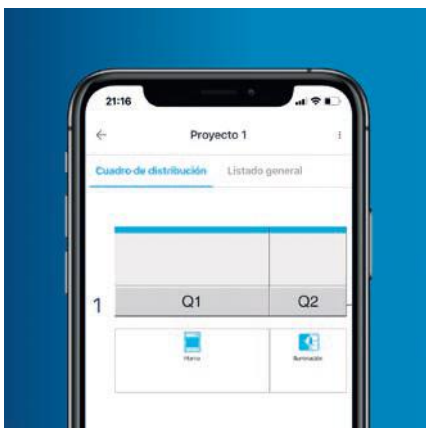 21:16
Proyecto 1
Cuadro de distribución Listado general
1 Q1 Q2
Horno Iluminación